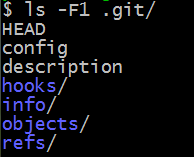 $ ls -F1 .git/
HEAD
config
description
hooks/
info/
objects/
refs/